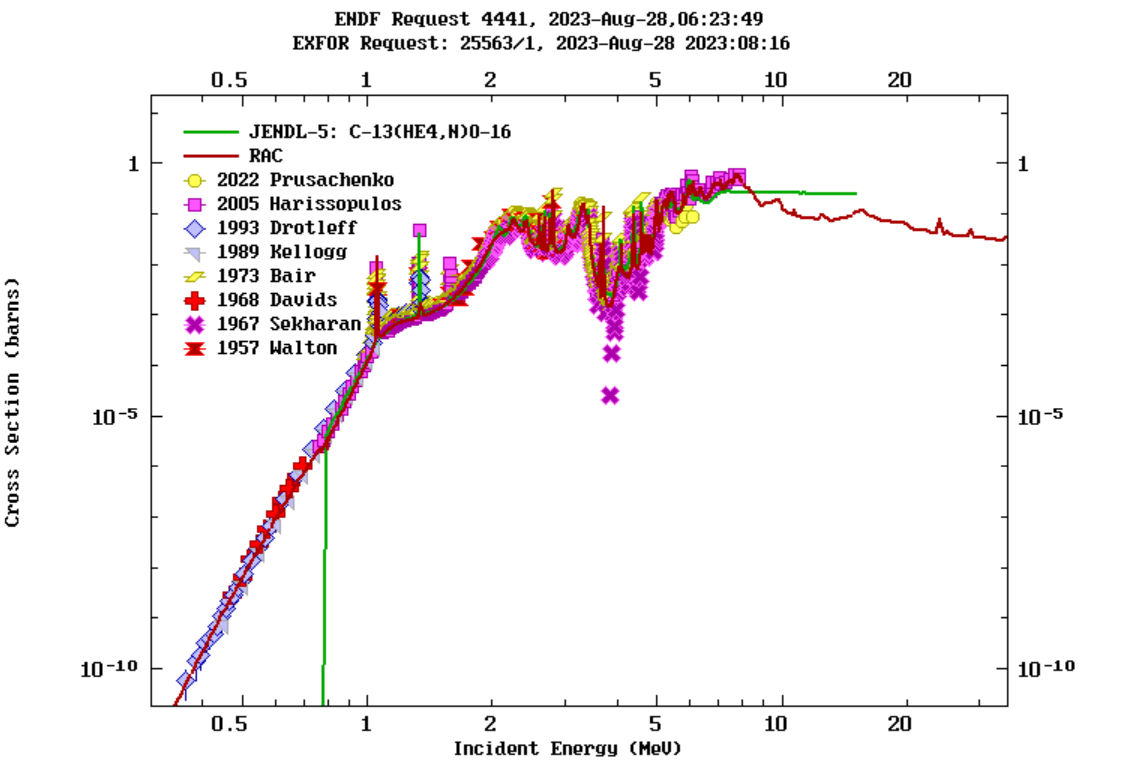 ENDF Request 4441, 2023-Aug-28,06:23:49
EXFOR Request: 25563/1, 2023-Aug-28 2023:08:16
0.5 1 2 5 10 20
JENDL-5: C-13(HE4,N)O-16
RAC
2022 Prusachenko
2005 Harissopulos
1993 Drotleff
1989 Kellogg
1973 Bair
1968 Davids
1967 Sekharan
1957 Walton
1
10⁻⁵
10⁻¹⁰
1
10⁻⁵
10⁻¹⁰
Cross Section (barns)
0.5 1 2 5 10 20
Incident Energy (MeV)